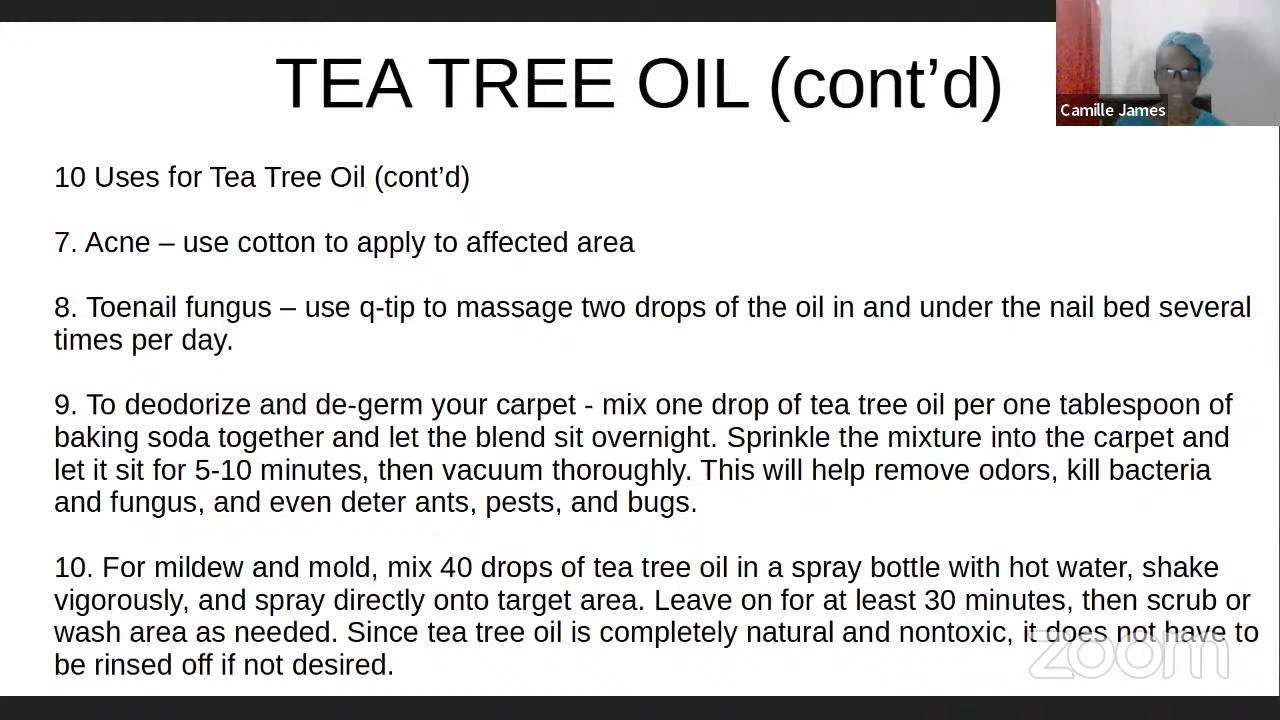 TEA TREE OIL (cont’d)
Camille James
10 Uses for Tea Tree Oil (cont’d)
7. Acne – use cotton to apply to affected area
8. Toenail fungus – use q-tip to massage two drops of the oil in and under the nail bed several
times per day.
9. To deodorize and de-germ your carpet - mix one drop of tea tree oil per one tablespoon of
baking soda together and let the blend sit overnight. Sprinkle the mixture into the carpet and
let it sit for 5-10 minutes, then vacuum thoroughly. This will help remove odors, kill bacteria
and fungus, and even deter ants, pests, and bugs.
10. For mildew and mold, mix 40 drops of tea tree oil in a spray bottle with hot water, shake
vigorously, and spray directly onto target area. Leave on for at least 30 minutes, then scrub or
wash area as needed. Since tea tree oil is completely natural and nontoxic, it does not have to
be rinsed off if not desired.
zoom